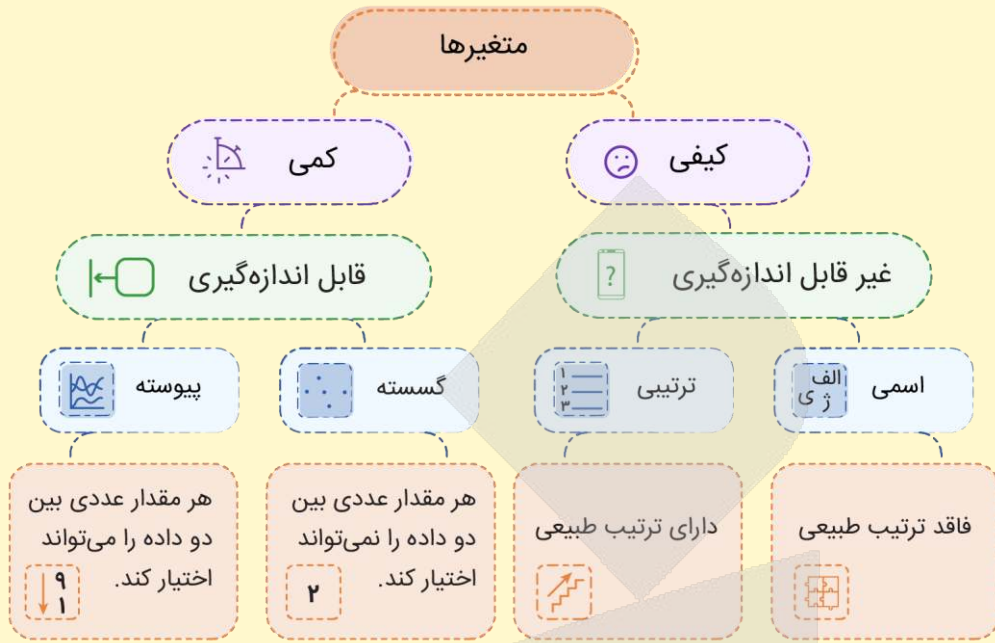 متغیرها
کیفی
کمی
غیر قابل اندازه‌گیری
?
قابل اندازه‌گیری
اسمی
الف
ژ ی
ترتیبی
۱
۲
۳
گسسته
پیوسته
فاقد ترتیب طبیعی
دارای ترتیب طبیعی
هر مقدار عددی بین
دو داده را نمی‌تواند
اختیار کند.
۲
هر مقدار عددی بین
دو داده را می‌تواند
اختیار کند.
۹
۱